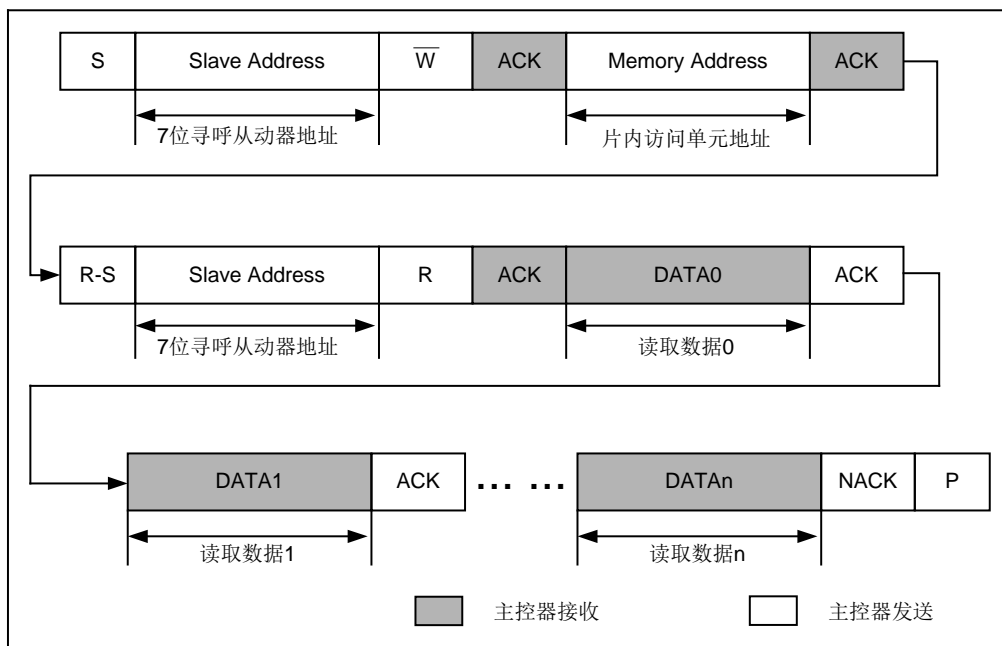 S Slave Address W̅ ACK Memory Address ACK
7位寻呼从动器地址 片内访问单元地址
R-S Slave Address R ACK DATA0 ACK
7位寻呼从动器地址 读取数据0
DATA1 ACK ... ... DATAn NACK P
读取数据1 读取数据n
主控器接收 主控器发送